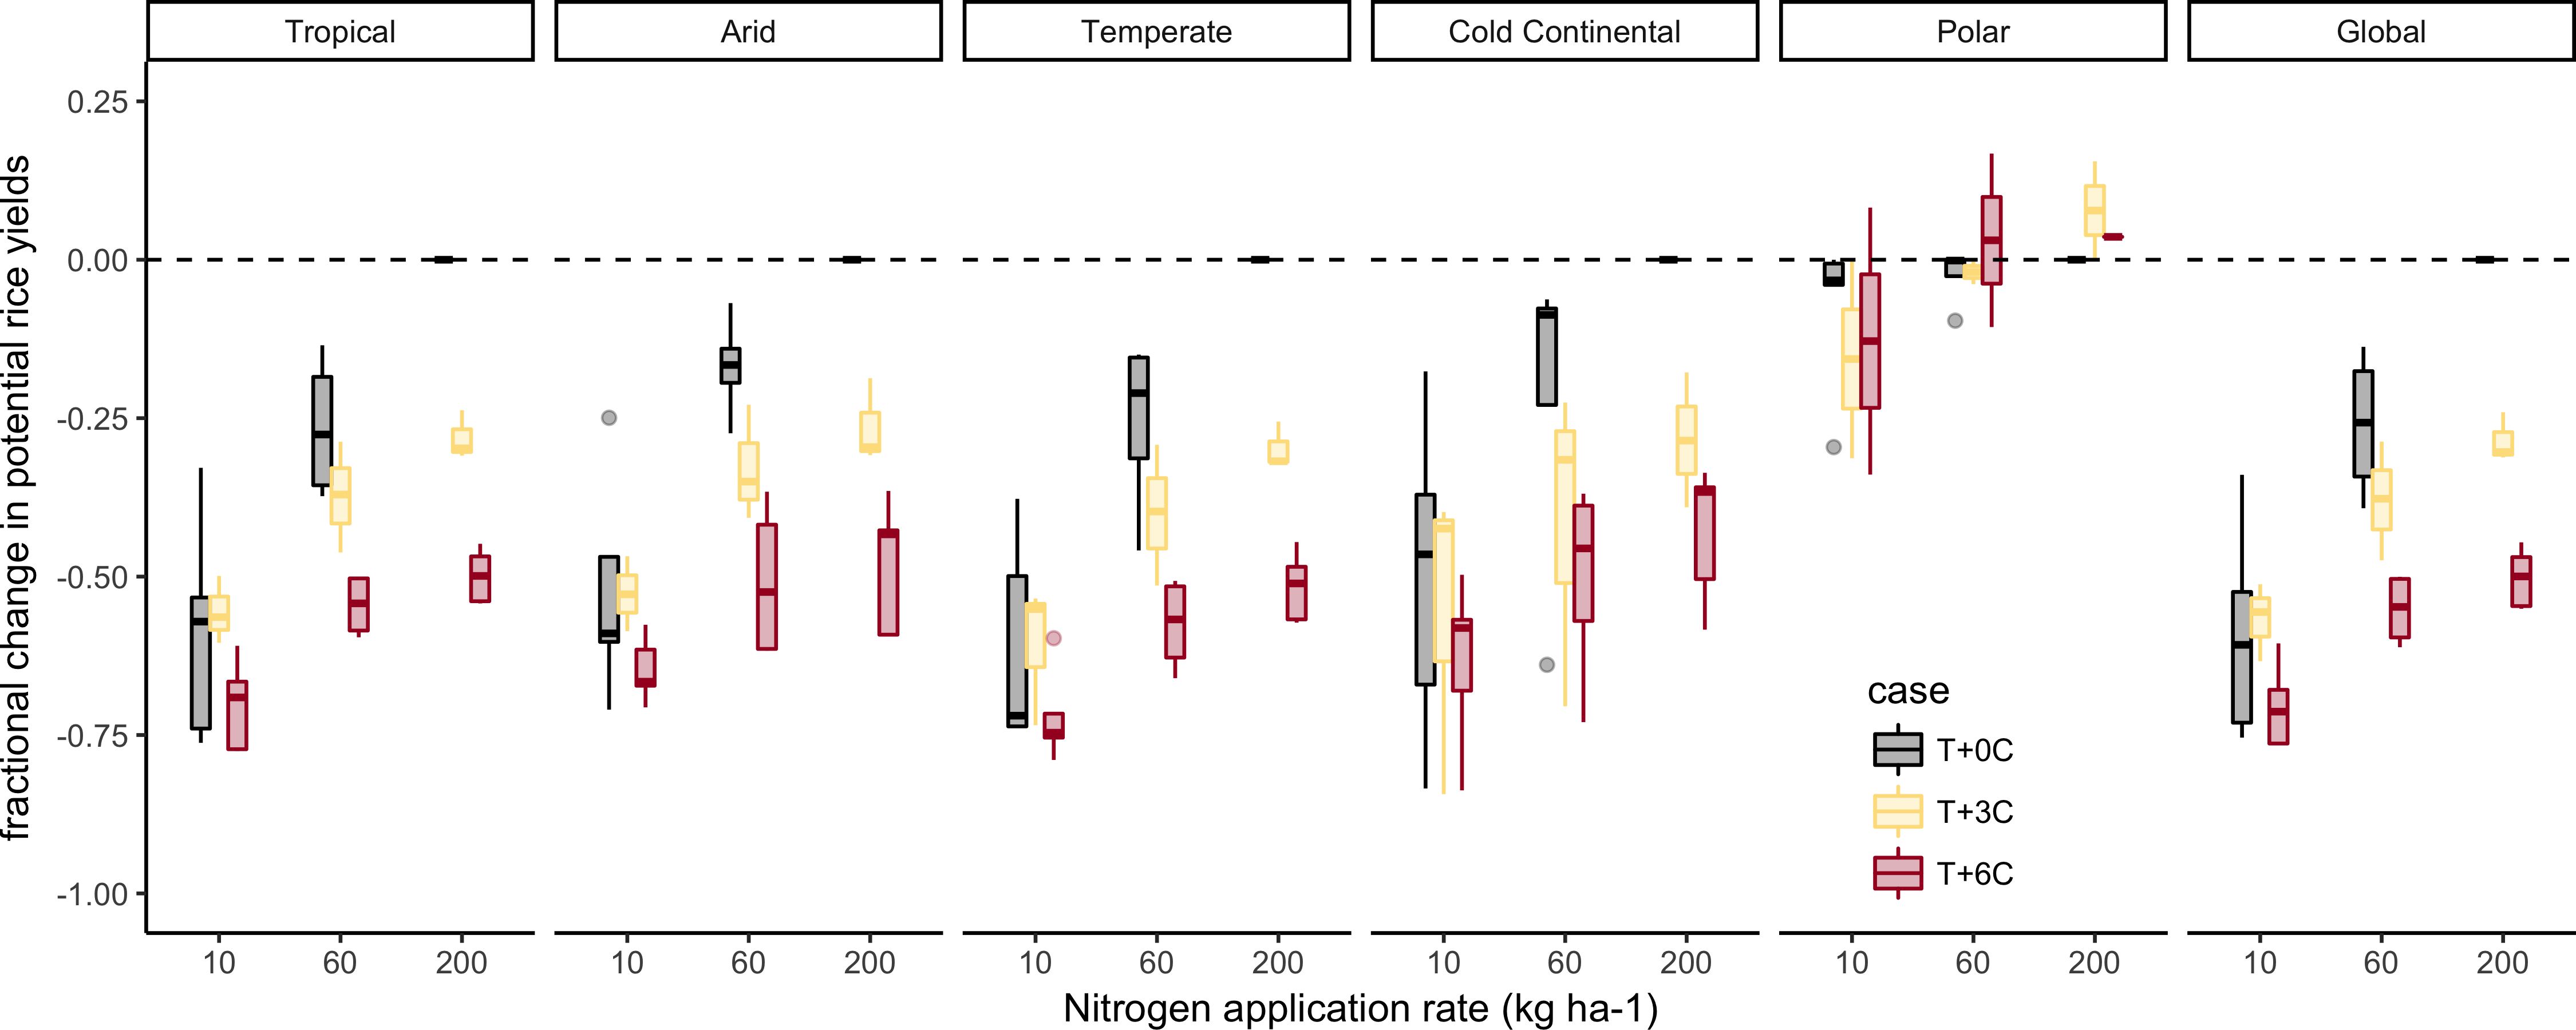 Tropical
Arid
Temperate
Cold Continental
Polar
Global
fractional change in potential rice yields
0.25
0.00
-0.25
-0.50
-0.75
-1.00
case
T+0C
T+3C
T+6C
10 60 200
10 60 200
10 60 200
10 60 200
10 60 200
10 60 200
Nitrogen application rate (kg ha-1)